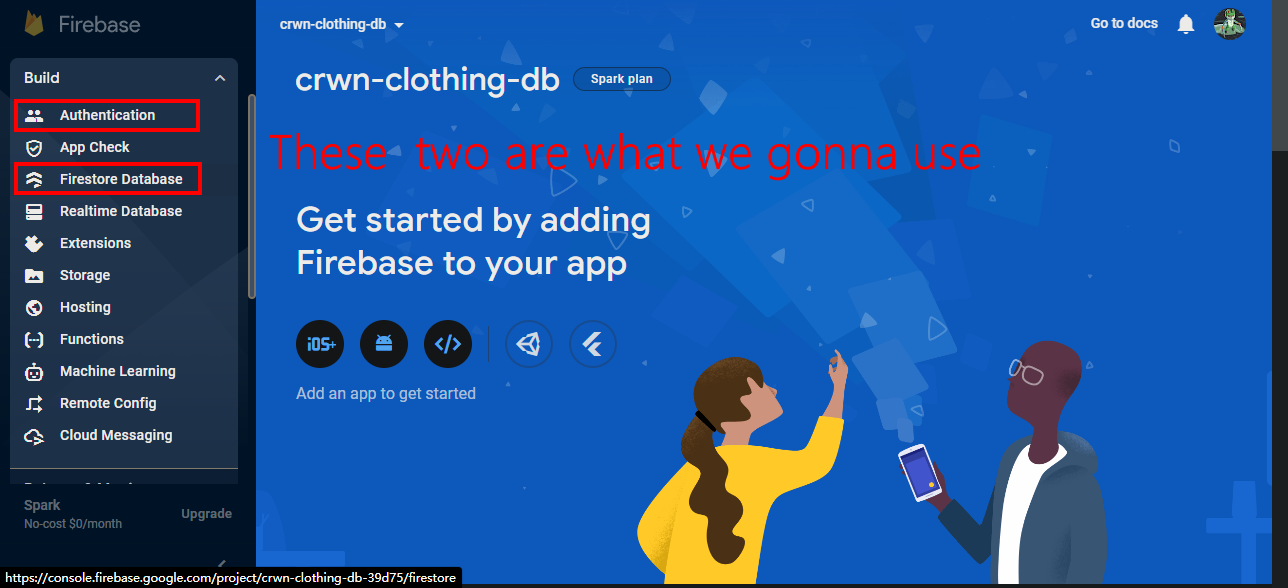 Firebase
Build
Authentication
App Check
Firestore Database
Realtime Database
Extensions
Storage
Hosting
Functions
Machine Learning
Remote Config
Cloud Messaging
Spark
No-cost $0/month
Upgrade
crwn-clothing-db
Go to docs
crwn-clothing-db
Spark plan
These two are what we gonna use
Get started by adding
Firebase to your app
iOS+
</>
Add an app to get started
https://console.firebase.google.com/project/crwn-clothing-db-39d75/firestore